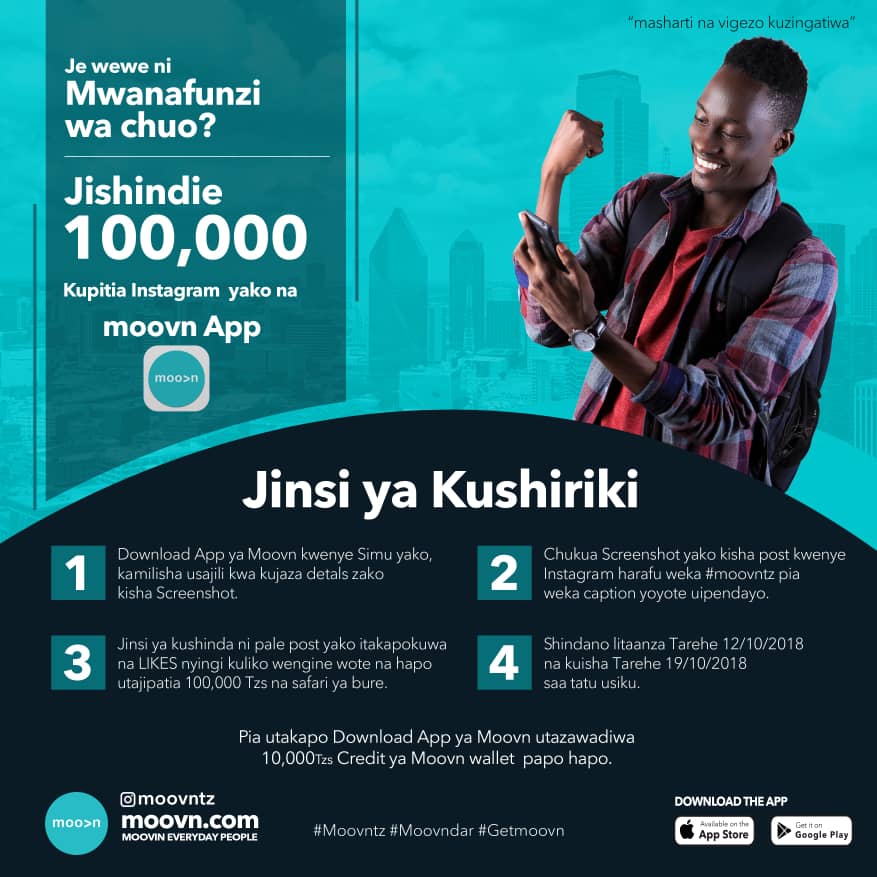 “masharti na vigezo kuzingatiwa”
Je wewe ni
Mwanafunzi
wa chuo?
Jishindie
100,000
Kupitia Instagram yako na
moovn App
moo>n
Jinsi ya Kushiriki
1
Download App ya Moovn kwenye Simu yako,
kamilisha usajili kwa kujaza detals zako
kisha Screenshot.
2
Chukua Screenshot yako kisha post kwenye
Instagram harafu weka #moovntz pia
weka caption yoyote uipendayo.
3
Jinsi ya kushinda ni pale post yako itakapokuwa
na LIKES nyingi kuliko wengine wote na hapo
utajipatia 100,000 Tzs na safari ya bure.
4
Shindano litaanza Tarehe 12/10/2018
na kuisha Tarehe 19/10/2018
saa tatu usiku.
Pia utakapo Download App ya Moovn utazawadiwa
10,000Tzs Credit ya Moovn wallet papo hapo.
moo>n
moovntz
moovn.com
MOOVIN EVERYDAY PEOPLE
#Moovntz #Moovndar #Getmoovn
DOWNLOAD THE APP
Available on the
App Store
Get it on
Google Play